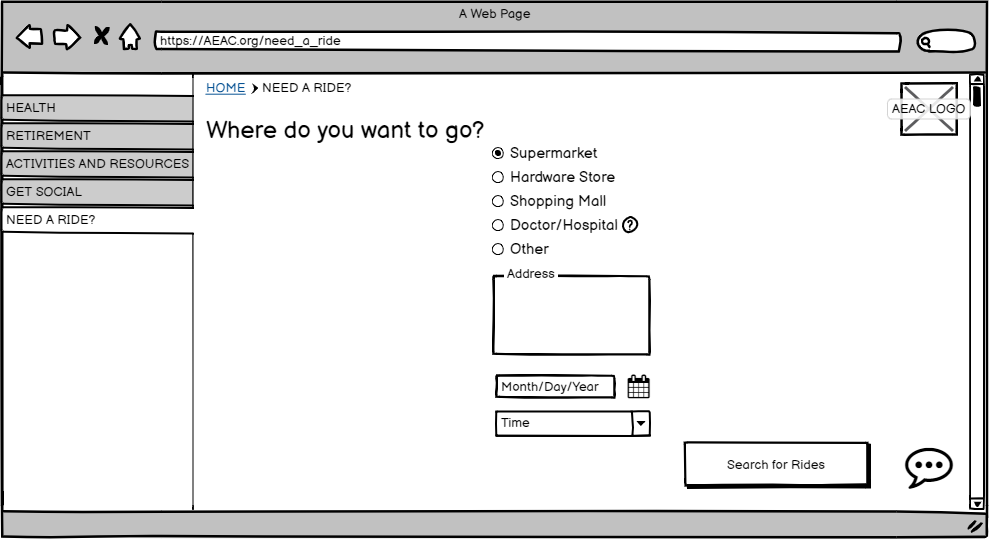 A Web Page
https://AEAC.org/need_a_ride
HOME > NEED A RIDE?
AEAC LOGO
HEALTH
RETIREMENT
ACTIVITIES AND RESOURCES
GET SOCIAL
NEED A RIDE?
Where do you want to go?
Supermarket
Hardware Store
Shopping Mall
Doctor/Hospital ?
Other
Address
Month/Day/Year
Time
Search for Rides